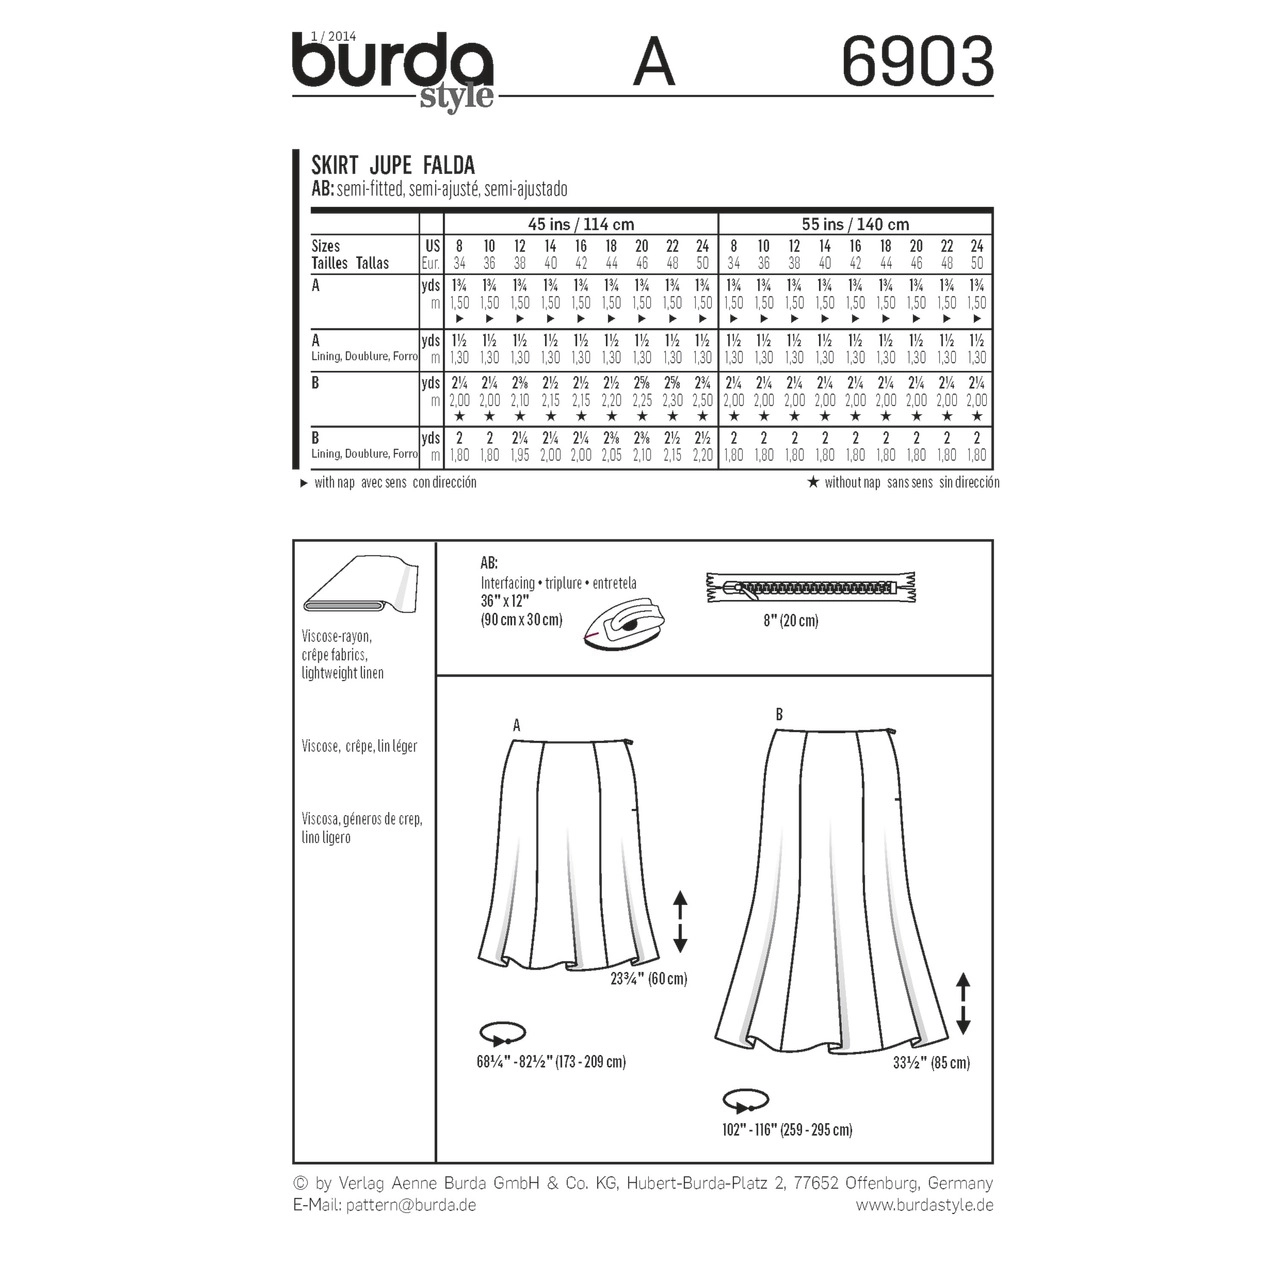 1 / 2014
burda
style
A
6903
SKIRT JUPE FALDA
AB: semi-fitted, semi-ajusté, semi-ajustado
45 ins / 114 cm 55 ins / 140 cm
Sizes US 8 10 12 14 16 18 20 22 24 8 10 12 14 16 18 20 22 24
Tailles Tallas Eur. 34 36 38 40 42 44 46 48 50 34 36 38 40 42 44 46 48 50
A yds 1¾ 1¾ 1¾ 1¾ 1¾ 1¾ 1¾ 1¾ 1¾ 1¾ 1¾ 1¾ 1¾ 1¾ 1¾ 1¾ 1¾ 1¾
m 1,50 1,50 1,50 1,50 1,50 1,50 1,50 1,50 1,50 1,50 1,50 1,50 1,50 1,50 1,50 1,50 1,50 1,50
► ► ► ► ► ► ► ► ► ► ► ► ► ► ► ► ► ►
A yds 1½ 1½ 1½ 1½ 1½ 1½ 1½ 1½ 1½ 1½ 1½ 1½ 1½ 1½ 1½ 1½ 1½ 1½
Lining, Doublure, Forro m 1,30 1,30 1,30 1,30 1,30 1,30 1,30 1,30 1,30 1,30 1,30 1,30 1,30 1,30 1,30 1,30 1,30 1,30
B yds 2¼ 2¼ 2⅜ 2½ 2½ 2½ 2⅝ 2⅝ 2¾ 2¼ 2¼ 2¼ 2¼ 2¼ 2¼ 2¼ 2¼ 2¼
m 2,00 2,00 2,10 2,15 2,15 2,20 2,25 2,30 2,50 2,00 2,00 2,00 2,00 2,00 2,00 2,00 2,00 2,00
★ ★ ★ ★ ★ ★ ★ ★ ★ ★ ★ ★ ★ ★ ★ ★ ★ ★
B yds 2 2 2¼ 2¼ 2¼ 2⅜ 2⅜ 2½ 2½ 2 2 2 2 2 2 2 2 2
Lining, Doublure, Forro m 1,80 1,80 1,95 2,00 2,00 2,05 2,10 2,15 2,20 1,80 1,80 1,80 1,80 1,80 1,80 1,80 1,80 1,80
► with nap avec sens con dirección ★ without nap sans sens sin dirección
Viscose-rayon,
crêpe fabrics,
lightweight linen
Viscose, crêpe, lin léger
Viscosa, géneros de crep,
lino ligero
AB:
Interfacing • triplure • entretela
36" x 12"
(90 cm x 30 cm)
8" (20 cm)
A
23¾" (60 cm)
68¼" - 82½" (173 - 209 cm)
B
33½" (85 cm)
102" - 116" (259 - 295 cm)
© by Verlag Aenne Burda GmbH & Co. KG, Hubert-Burda-Platz 2, 77652 Offenburg, Germany
E-Mail: pattern@burda.de www.burdastyle.de